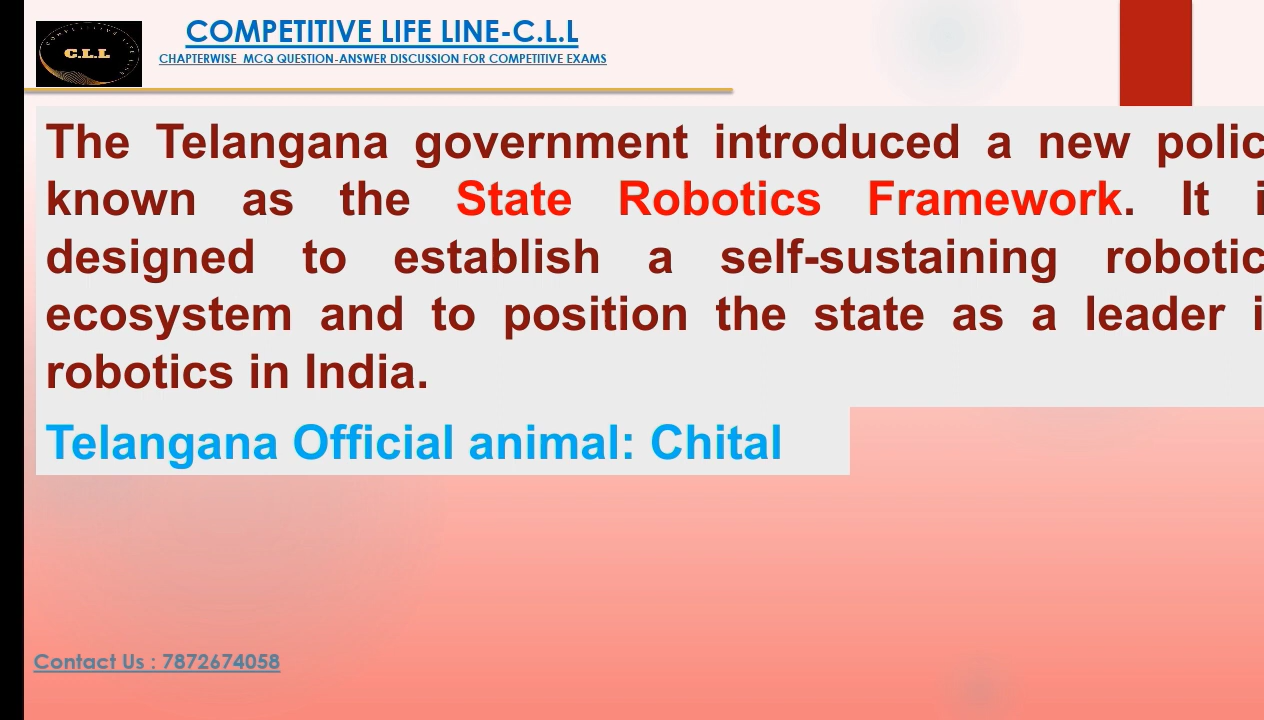 COMPETITIVE LIFE LINE-C.L.L
CHAPTERWISE MCQ QUESTION-ANSWER DISCUSSION FOR COMPETITIVE EXAMS
C.L.L
The Telangana government introduced a new polic
known as the State Robotics Framework. It i
designed to establish a self-sustaining robotic
ecosystem and to position the state as a leader i
robotics in India.
Telangana Official animal: Chital
Contact Us : 7872674058